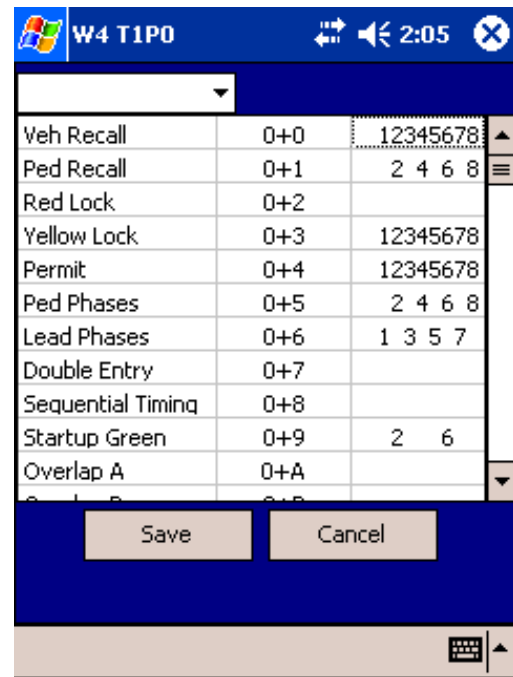 W4 T1P0 2:05
Veh Recall 0+0 12345678
Ped Recall 0+1 2 4 6 8
Red Lock 0+2
Yellow Lock 0+3 12345678
Permit 0+4 12345678
Ped Phases 0+5 2 4 6 8
Lead Phases 0+6 1 3 5 7
Double Entry 0+7
Sequential Timing 0+8
Startup Green 0+9 2 6
Overlap A 0+A
Save Cancel